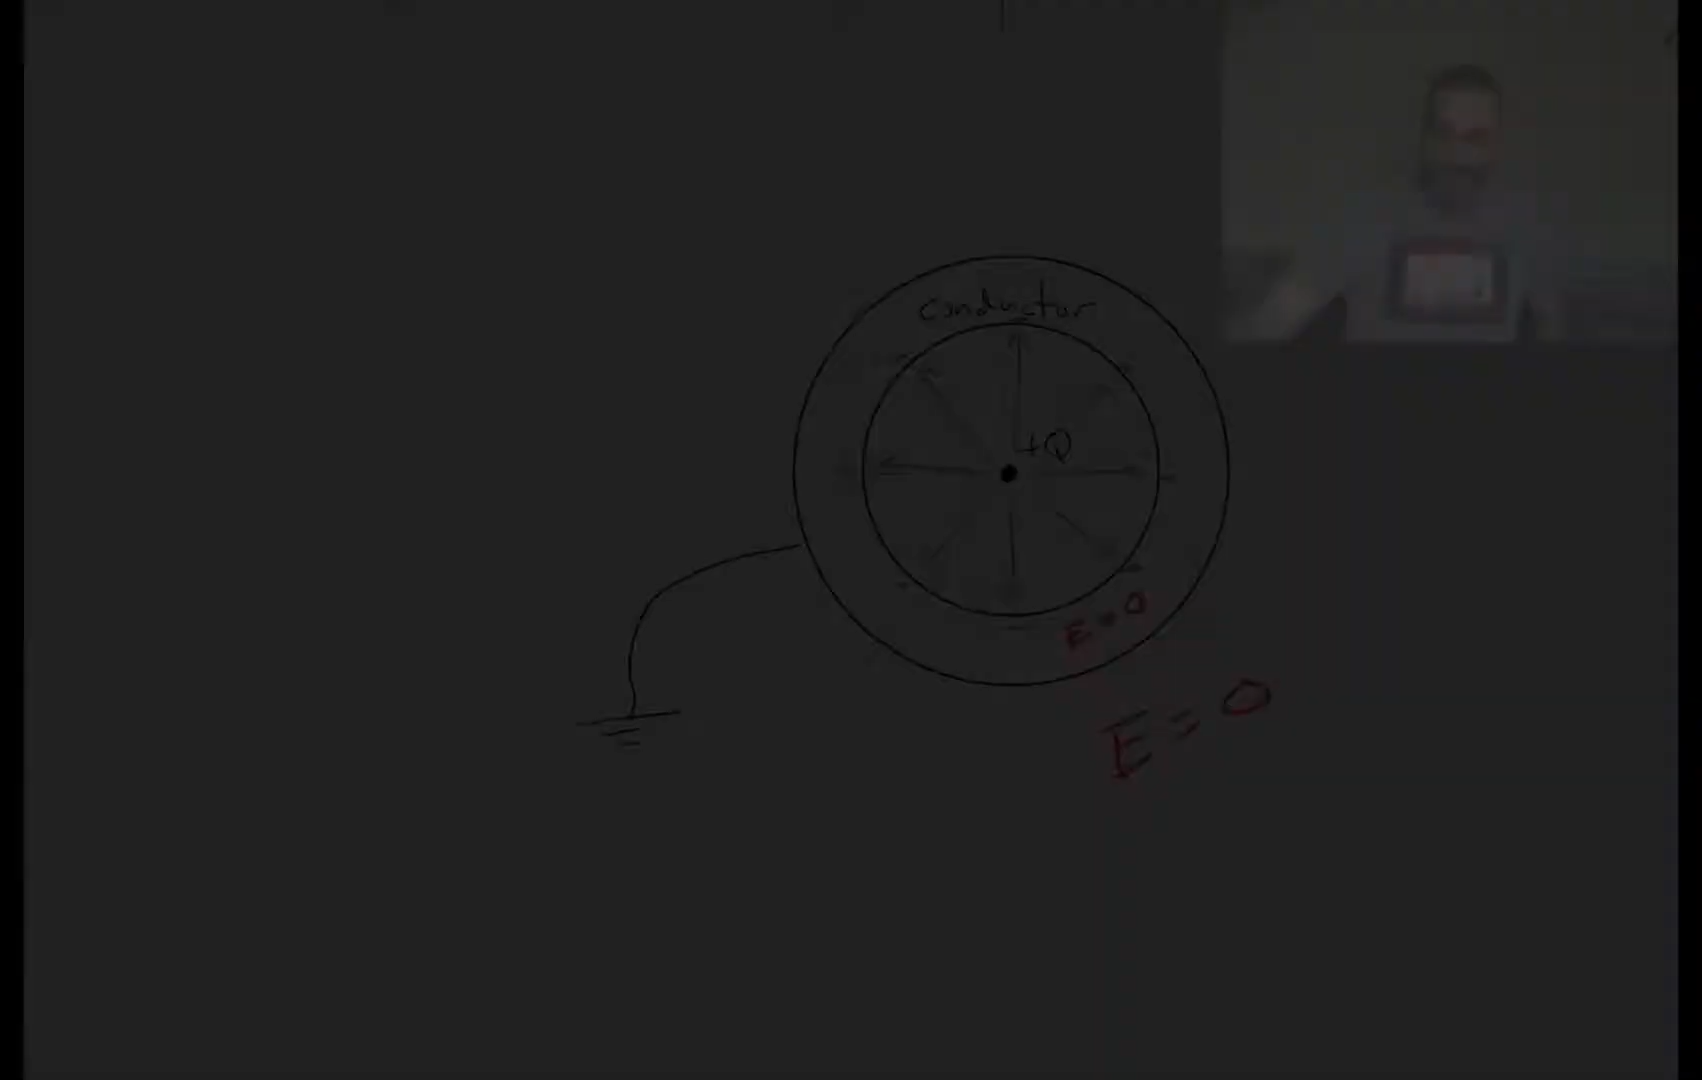 conductor
+Q
E = 0
E = 0